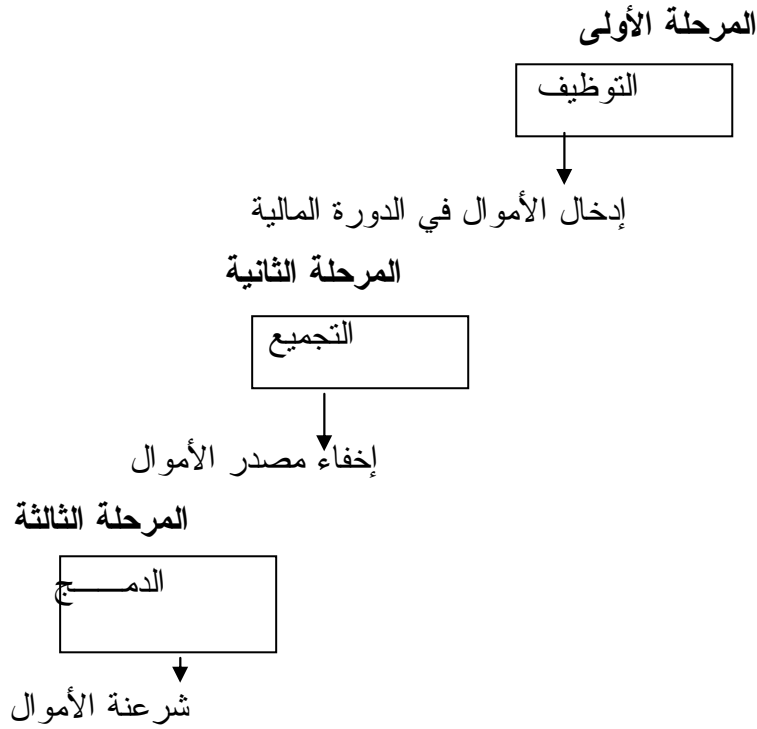 المرحلة الأولى
التوظيف
إدخال الأموال في الدورة المالية
المرحلة الثانية
التجميع
إخفاء مصدر الأموال
المرحلة الثالثة
الدمـــــج
شرعنة الأموال